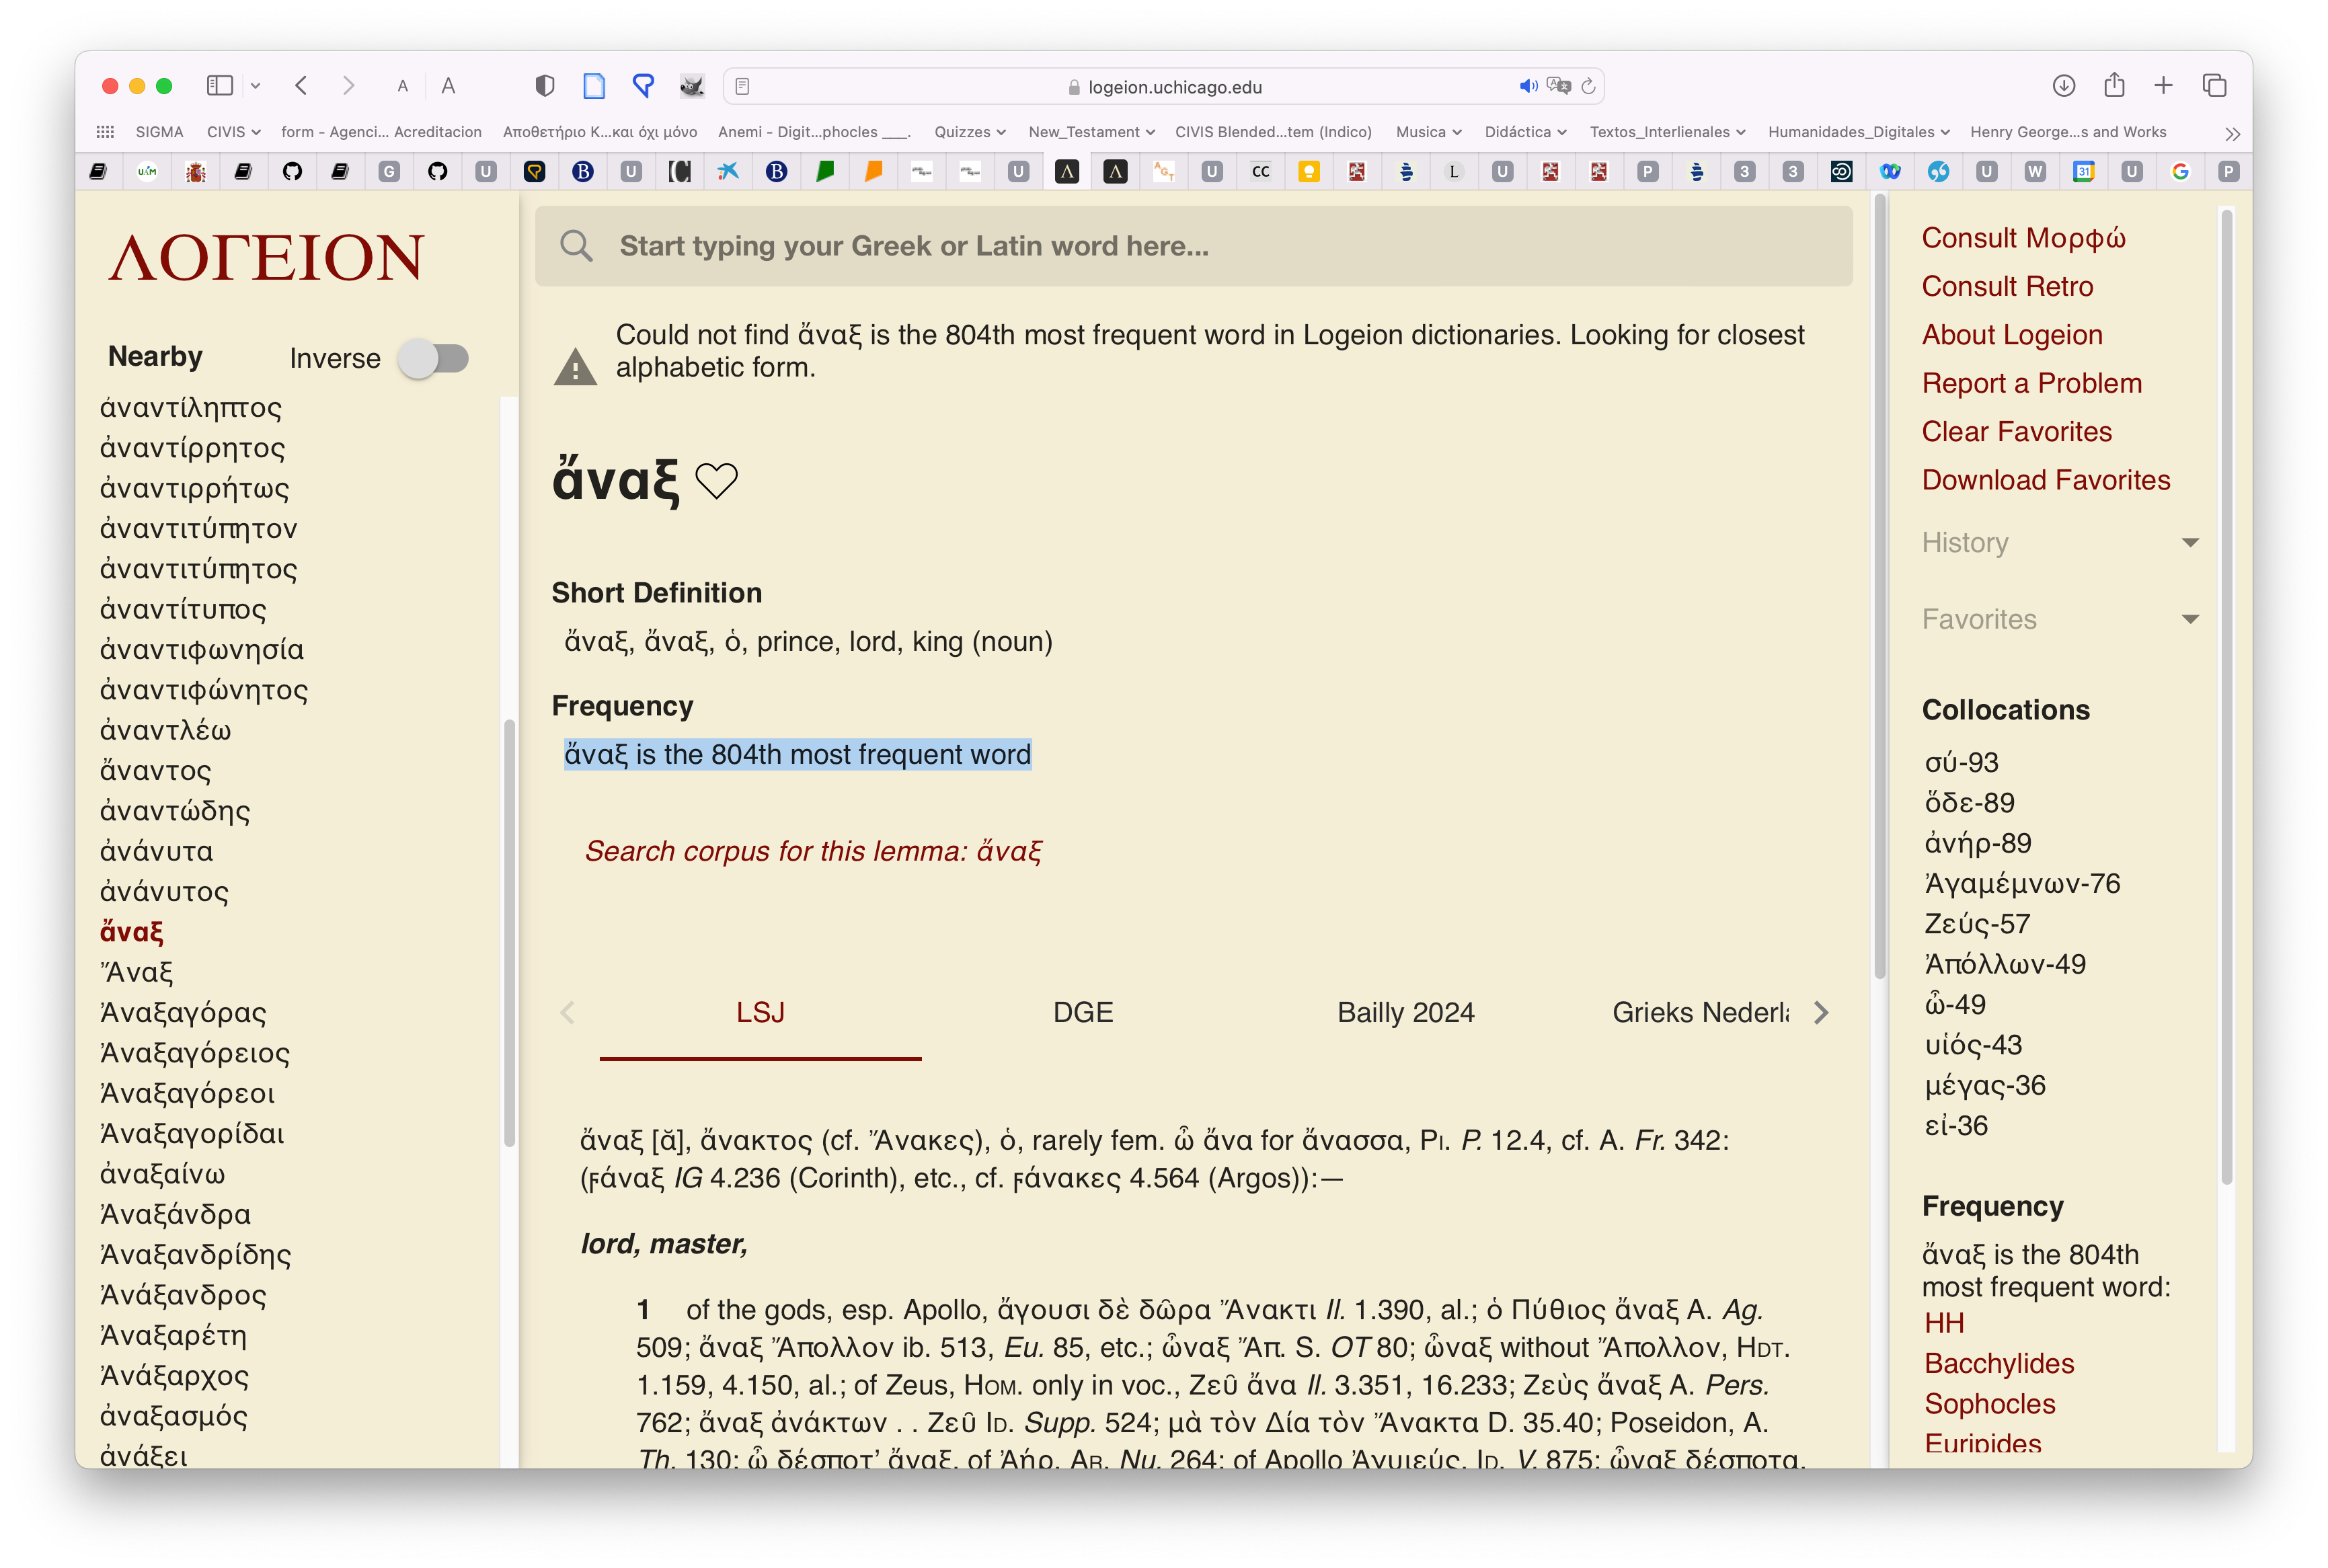 A A
logeion.uchicago.edu
SIGMA CIVIS form - Agenci... Acreditacion Αποθετήριο Κ...και όχι μόνο Anemi - Digit...phocles ___. Quizzes New_Testament CIVIS Blended...tem (Indico) Musica Didáctica Textos_Interlienales Humanidades_Digitales Henry George...s and Works
ΛΟΓΕΙΟΝ
Nearby Inverse
ἀναντίληπτος
ἀναντίρρητος
ἀναντιρρήτως
ἀναντιτύπητον
ἀναντιτύπητος
ἀναντίτυπος
ἀναντιφωνησία
ἀναντιφώνητος
ἀναντλέω
ἄναντος
ἀναντώδης
ἀνάνυτα
ἀνάνυτος
ἄναξ
Ἄναξ
Ἀναξαγόρας
Ἀναξαγόρειος
Ἀναξαγόρεοι
Ἀναξαγορίδαι
ἀναξαίνω
Ἀναξάνδρα
Ἀναξανδρίδης
Ἀνάξανδρος
Ἀναξαρέτη
Ἀνάξαρχος
ἀναξασμός
ἀνάξει
Start typing your Greek or Latin word here...
Could not find ἄναξ is the 804th most frequent word in Logeion dictionaries. Looking for closest
alphabetic form.
ἄναξ
Short Definition
ἄναξ, ἄναξ, ὁ, prince, lord, king (noun)
Frequency
ἄναξ is the 804th most frequent word
Search corpus for this lemma: ἄναξ
LSJ DGE Bailly 2024 Grieks Nederla
ἄναξ [ᾰ], ἄνακτος (cf. Ἄνακες), ὁ, rarely fem. ὦ ἄνα for ἄνασσα, Pi. P. 12.4, cf. A. Fr. 342:
(ϝάναξ IG 4.236 (Corinth), etc., cf. ϝάνακες 4.564 (Argos)):—
lord, master,
1 of the gods, esp. Apollo, ἄγουσι δὲ δῶρα Ἄνακτι Il. 1.390, al.; ὁ Πύθιος ἄναξ A. Ag.
509; ἄναξ Ἄπολλον ib. 513, Eu. 85, etc.; ὦναξ Ἄπ. S. OT 80; ὦναξ without Ἄπολλον, Hdt.
1.159, 4.150, al.; of Zeus, Hom. only in voc., Ζεῦ ἄνα Il. 3.351, 16.233; Ζεὺς ἄναξ A. Pers.
762; ἄναξ ἀνάκτων . . Ζεῦ Id. Supp. 524; μὰ τὸν Δία τὸν Ἄνακτα D. 35.40; Poseidon, A.
Th. 130; ὦ δέσποτ’ ἄναξ, of Ἀήρ, Ar. Nu. 264; of Apollo Ἀγυιεύς, Id. V. 875; ὦναξ δέσποτα,
Consult Μορφώ
Consult Retro
About Logeion
Report a Problem
Clear Favorites
Download Favorites
History
Favorites
Collocations
σύ-93
ὅδε-89
ἀνήρ-89
Ἀγαμέμνων-76
Ζεύς-57
Ἀπόλλων-49
ὦ-49
υἱός-43
μέγας-36
εἰ-36
Frequency
ἄναξ is the 804th
most frequent word:
HH
Bacchylides
Sophocles
Euripides